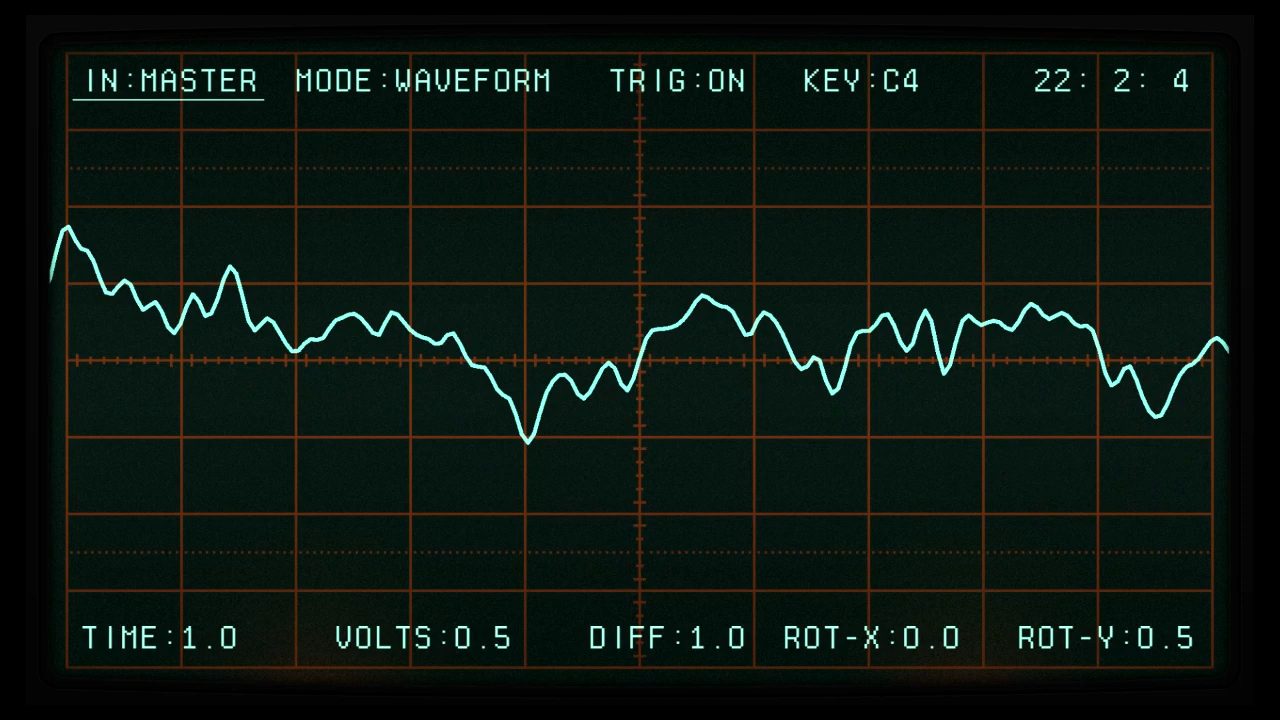 IN:MASTER MODE:WAVEFORM TRIG:ON KEY:C4 22: 2: 4
TIME:1.0 VOLTS:0.5 DIFF:1.0 ROT-X:0.0 ROT-Y:0.5